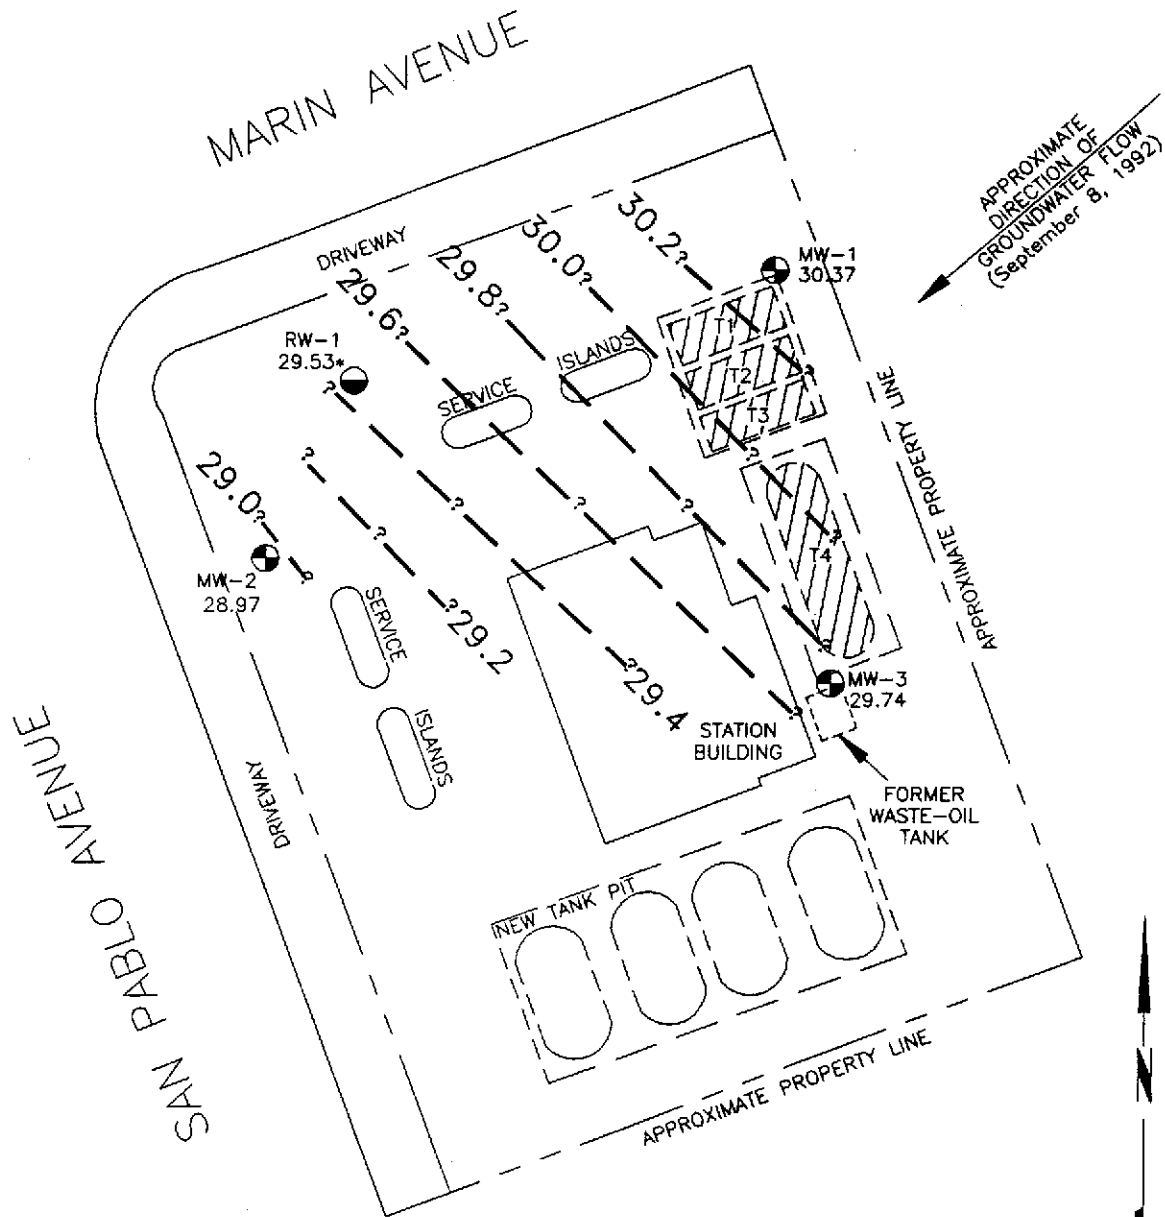 MARIN AVENUE
APPROXIMATE
DIRECTION OF
GROUNDWATER FLOW
(September 8, 1992)
DRIVEWAY
30.2?
30.0?
29.8?
29.6?
MW-1
30.37
RW-1
29.53*
ISLANDS
SERVICE
T1
T2
T3
T4
?
?
?
?
?
?
?
?
?
?
?
29.0?
?
MW-2
28.97
SERVICE
ISLANDS
?29.2
?29.4
APPROXIMATE PROPERTY LINE
MW-3
29.74
STATION
BUILDING
FORMER
WASTE-OIL
TANK
SAN PABLO AVENUE
DRIVEWAY
NEW TANK PIT
APPROXIMATE PROPERTY LINE
N